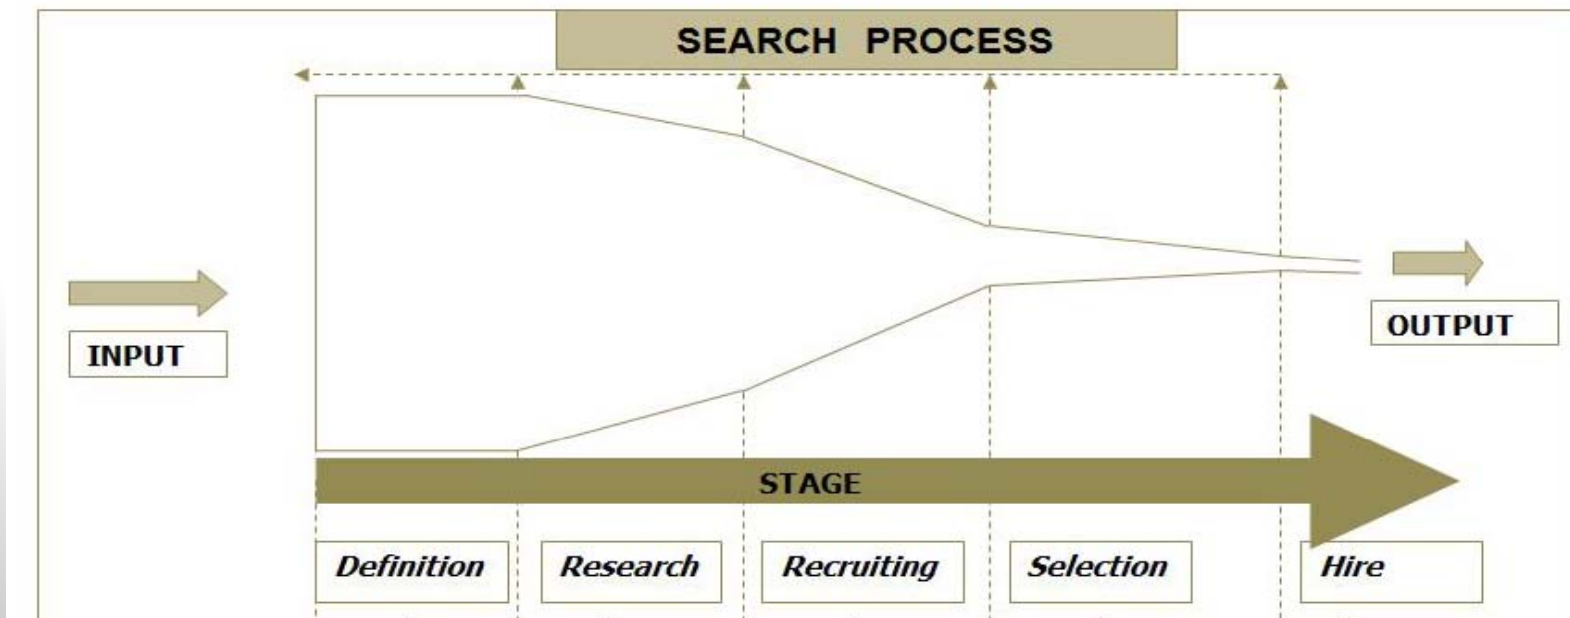 SEARCH PROCESS
INPUT
OUTPUT
STAGE
Definition
Research
Recruiting
Selection
Hire